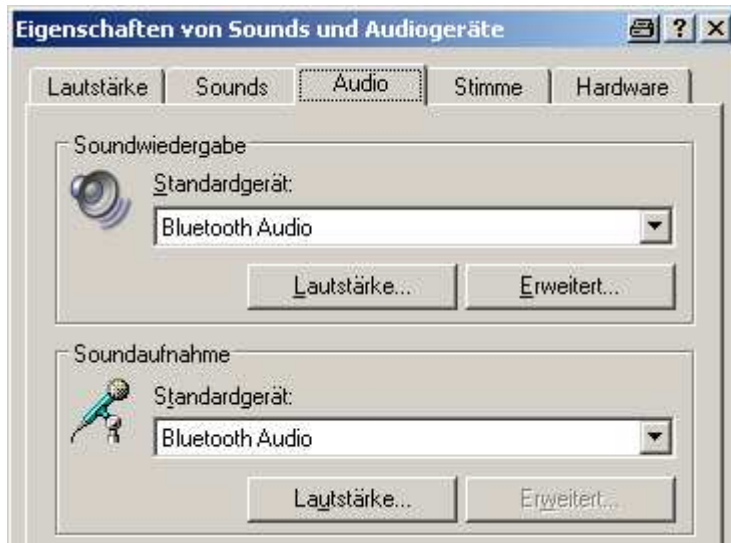 Eigenschaften von Sounds und Audiogeräte
Lautstärke Sounds Audio Stimme Hardware
Soundwiedergabe
Standardgerät:
Bluetooth Audio
Lautstärke... Erweitert...
Soundaufnahme
Standardgerät:
Bluetooth Audio
Lautstärke... Erweitert...